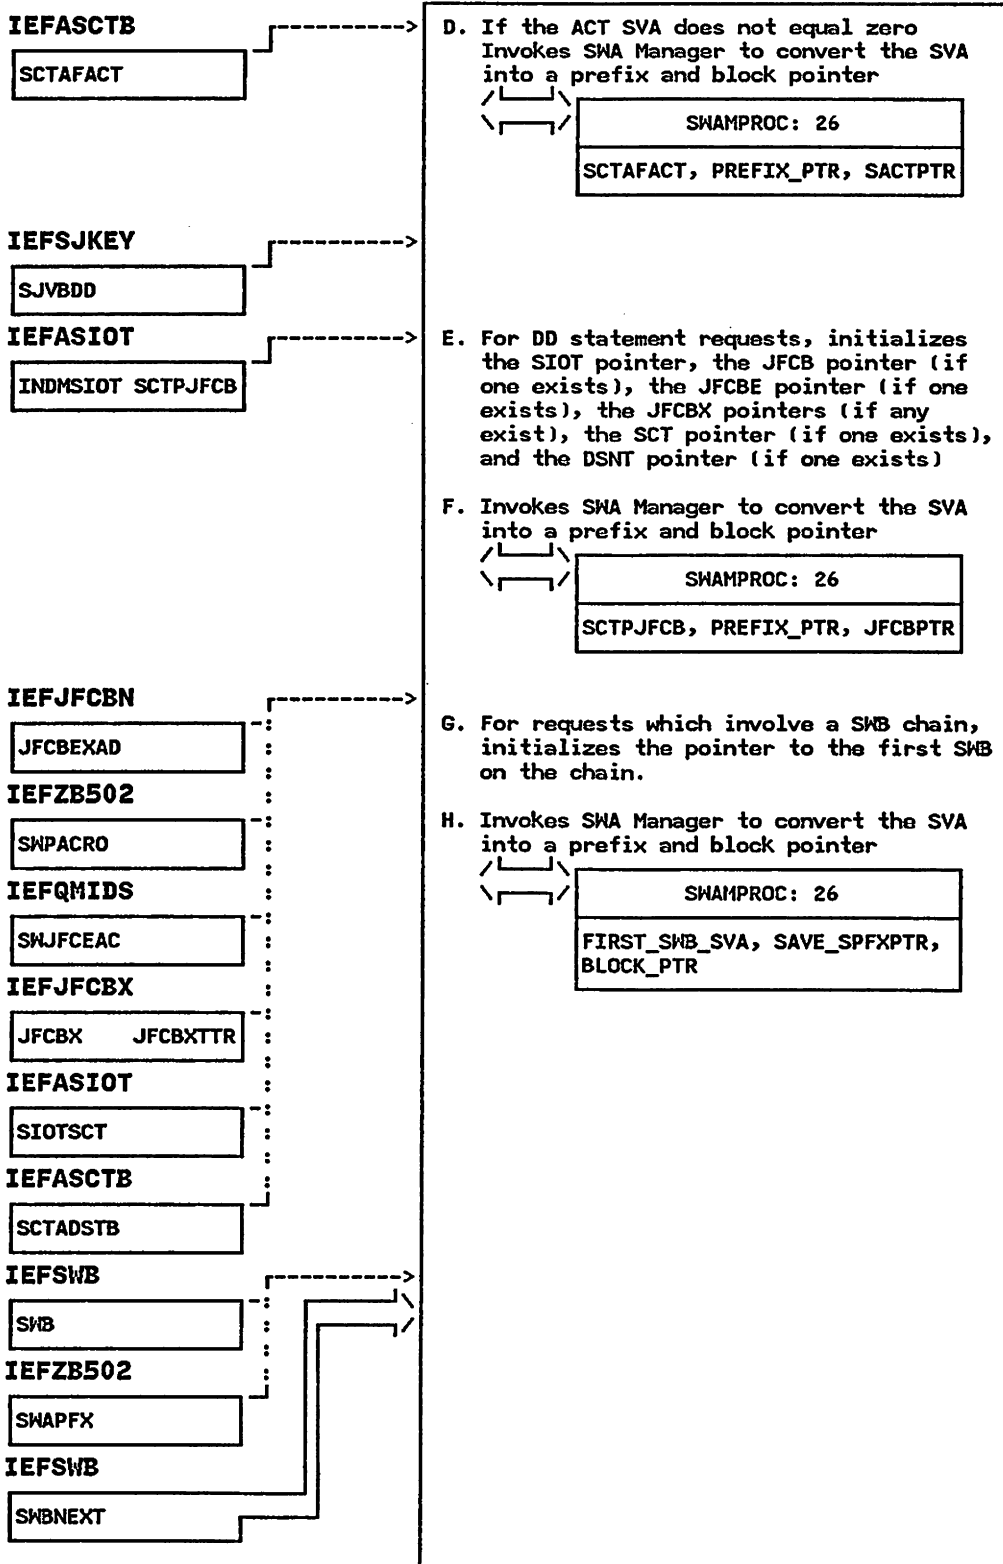 IEFASCTB
SCTAFACT
D. If the ACT SVA does not equal zero
Invokes SWA Manager to convert the SVA
into a prefix and block pointer
SWAMPROC: 26
SCTAFACT, PREFIX_PTR, SACTPTR
IEFSJKEY
SJVBDD
IEFASIOT
INDMSIOT SCTPJFCB
E. For DD statement requests, initializes
the SIOT pointer, the JFCB pointer (if
one exists), the JFCBE pointer (if one
exists), the JFCBX pointers (if any
exist), the SCT pointer (if one exists),
and the DSNT pointer (if one exists)
F. Invokes SWA Manager to convert the SVA
into a prefix and block pointer
SWAMPROC: 26
SCTPJFCB, PREFIX_PTR, JFCBPTR
IEFJFCBN
JFCBEXAD
IEFZB502
SWPACRO
IEFQMIDS
SWJFCEAC
IEFJFCBX
JFCBX JFCBXTTR
IEFASIOT
SIOTSCT
IEFASCTB
SCTADSTB
G. For requests which involve a SWB chain,
initializes the pointer to the first SWB
on the chain.
H. Invokes SWA Manager to convert the SVA
into a prefix and block pointer
SWAMPROC: 26
FIRST_SWB_SVA, SAVE_SPFXPTR,
BLOCK_PTR
IEFSWB
SWB
IEFZB502
SWAPFX
IEFSWB
SWBNEXT